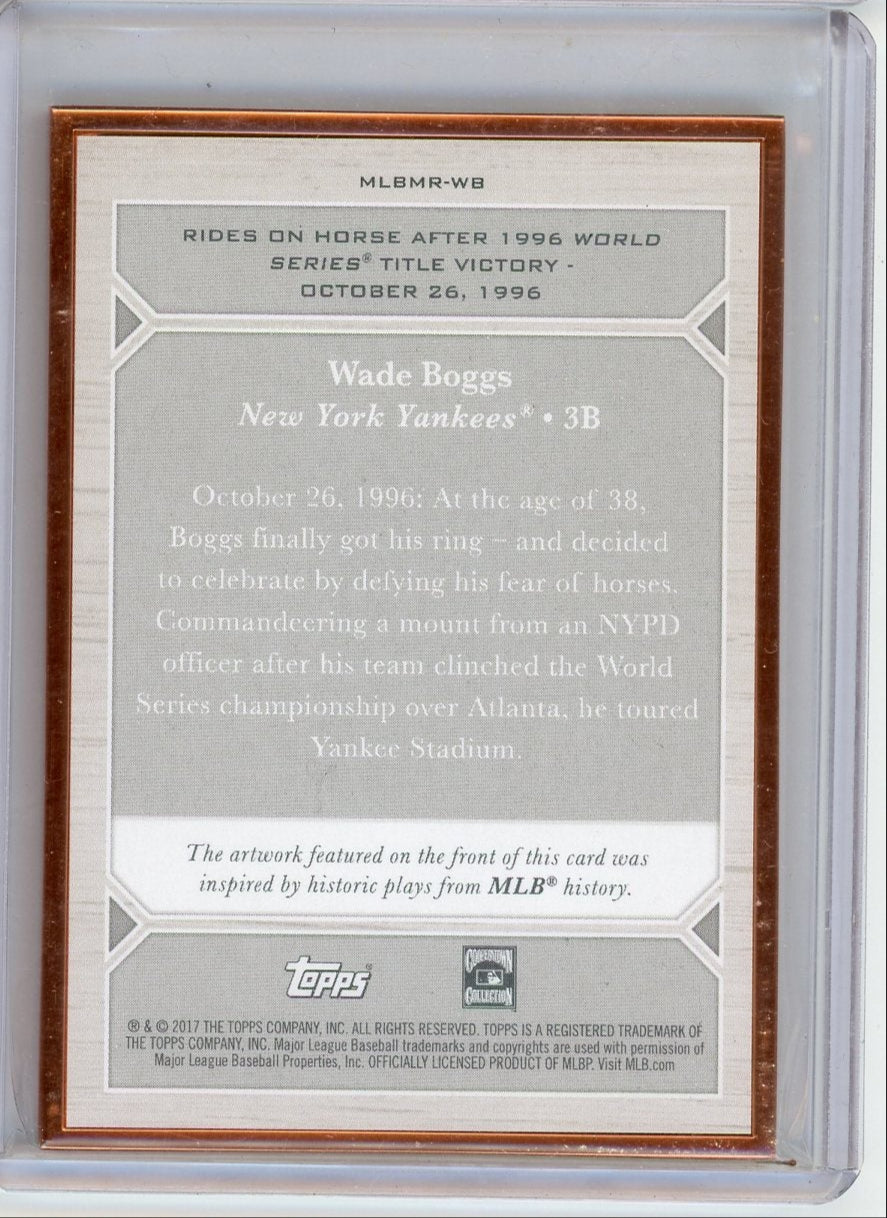 MLBMR-WB
RIDES ON HORSE AFTER 1996 WORLD
SERIES® TITLE VICTORY -
OCTOBER 26, 1996
Wade Boggs
New York Yankees® • 3B
October 26, 1996: At the age of 38,
Boggs finally got his ring – and decided
to celebrate by defying his fear of horses.
Commandeering a mount from an NYPD
officer after his team clinched the World
Series championship over Atlanta, he toured
Yankee Stadium.
The artwork featured on the front of this card was
inspired by historic plays from MLB® history.
Topps®
COOPERSTOWN
COLLECTION
® & © 2017 THE TOPPS COMPANY, INC. ALL RIGHTS RESERVED. TOPPS IS A REGISTERED TRADEMARK OF
THE TOPPS COMPANY, INC. Major League Baseball trademarks and copyrights are used with permission of
Major League Baseball Properties, Inc. OFFICIALLY LICENSED PRODUCT OF MLBP. Visit MLB.com